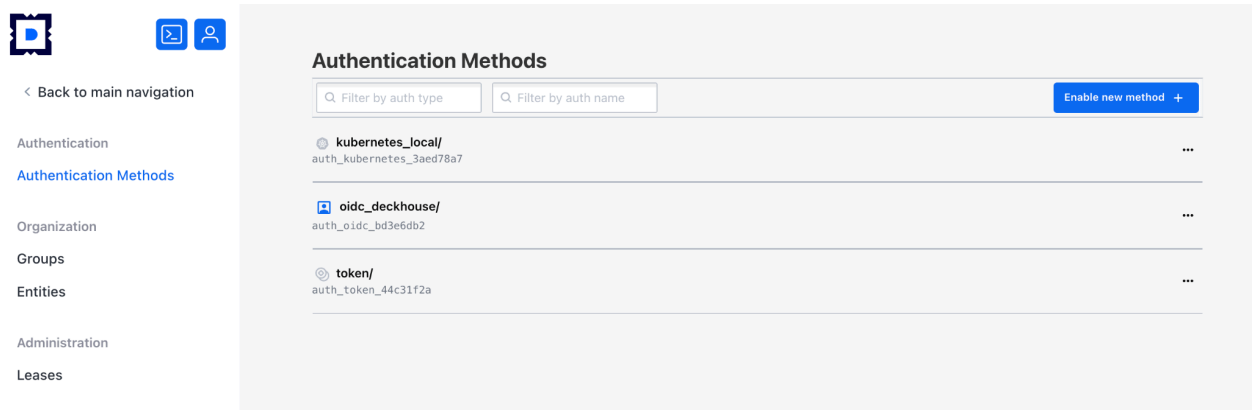 Back to main navigation
Authentication
Authentication Methods
Organization
Groups
Entities
Administration
Leases
Authentication Methods
Filter by auth type
Filter by auth name
Enable new method +
kubernetes_local/
auth_kubernetes_3aed78a7
oidc_deckhouse/
auth_oidc_bd3e6db2
token/
auth_token_44c31f2a